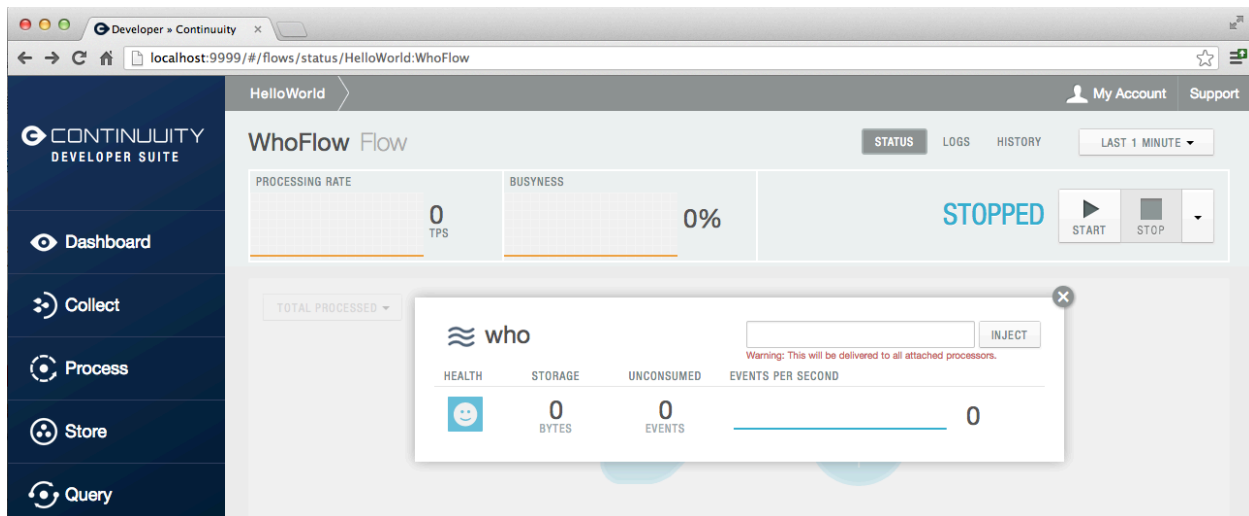 Developer » Continuuity
localhost:9999/#/flows/status/HelloWorld:WhoFlow
HelloWorld
My Account Support
CONTINUUITY
DEVELOPER SUITE
WhoFlow Flow
STATUS LOGS HISTORY LAST 1 MINUTE
PROCESSING RATE
0
TPS
BUSYNESS
0%
STOPPED
START STOP
Dashboard
Collect
Process
Store
Query
TOTAL PROCESSED
who
INJECT
Warning: This will be delivered to all attached processors.
HEALTH STORAGE UNCONSUMED EVENTS PER SECOND
0 0 0
BYTES EVENTS